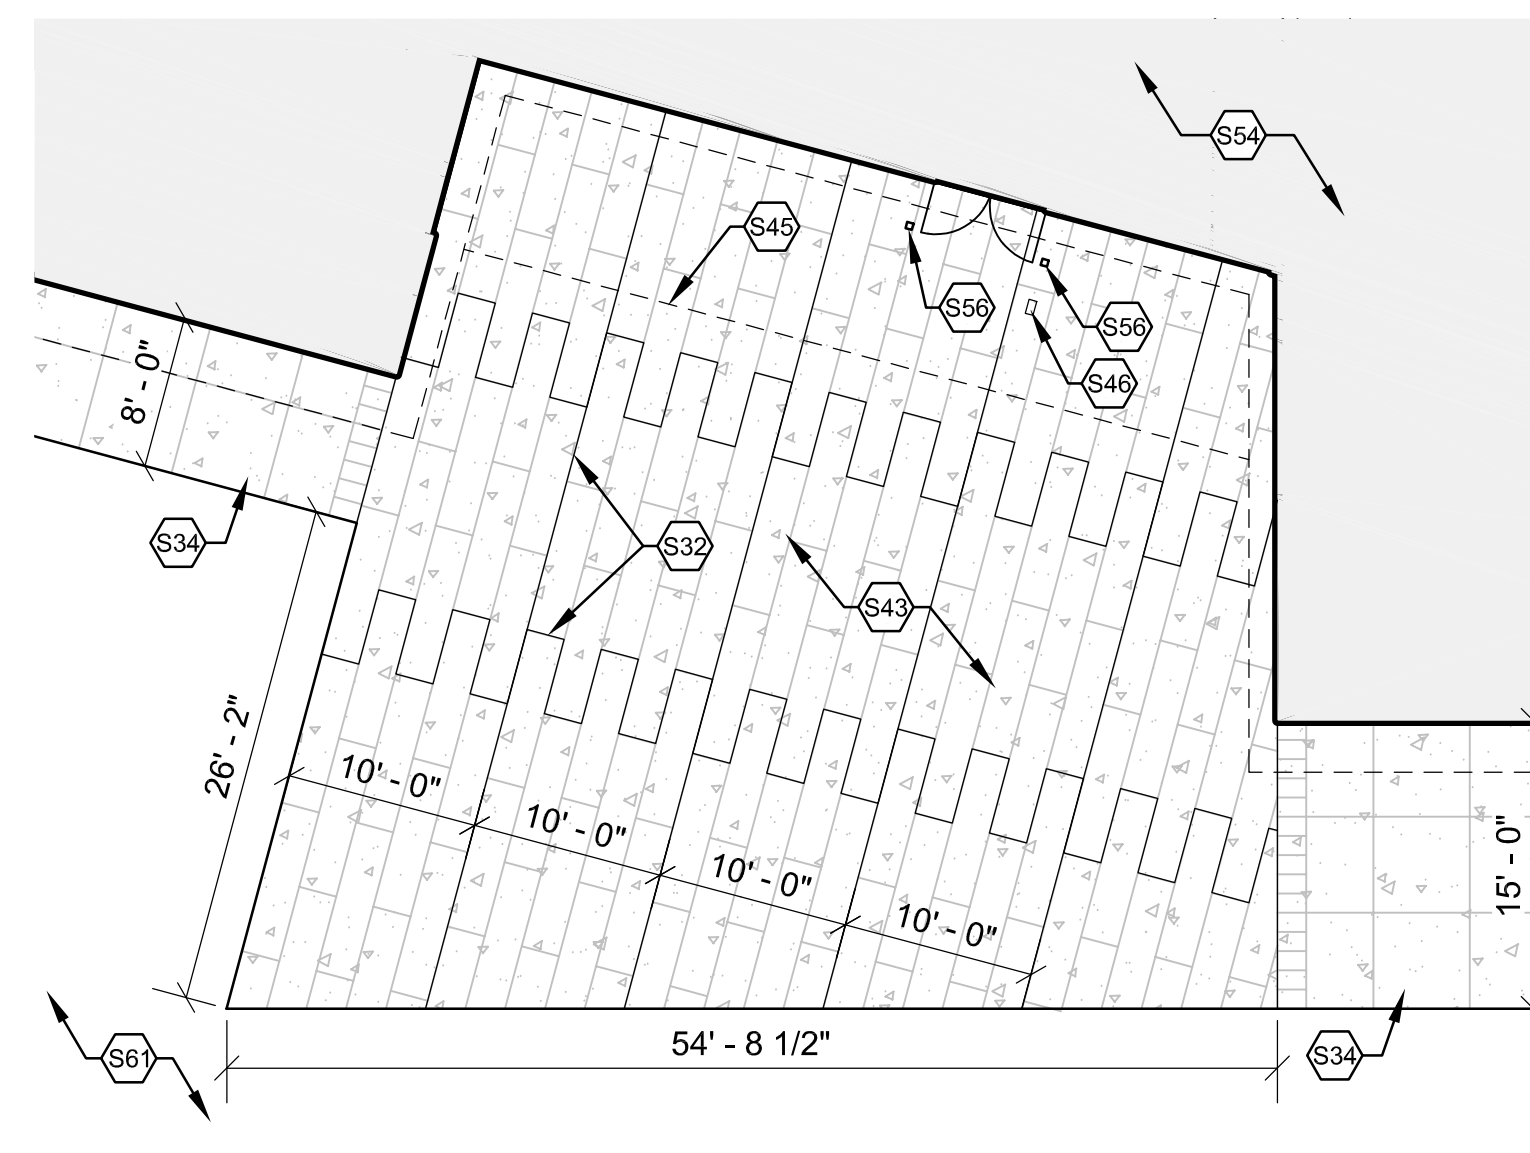 S54
S45
S56
S56
S46
8' - 0"
S34
S32
S43
26' - 2"
10' - 0"
10' - 0"
10' - 0"
10' - 0"
15' - 0"
54' - 8 1/2"
S61
S34